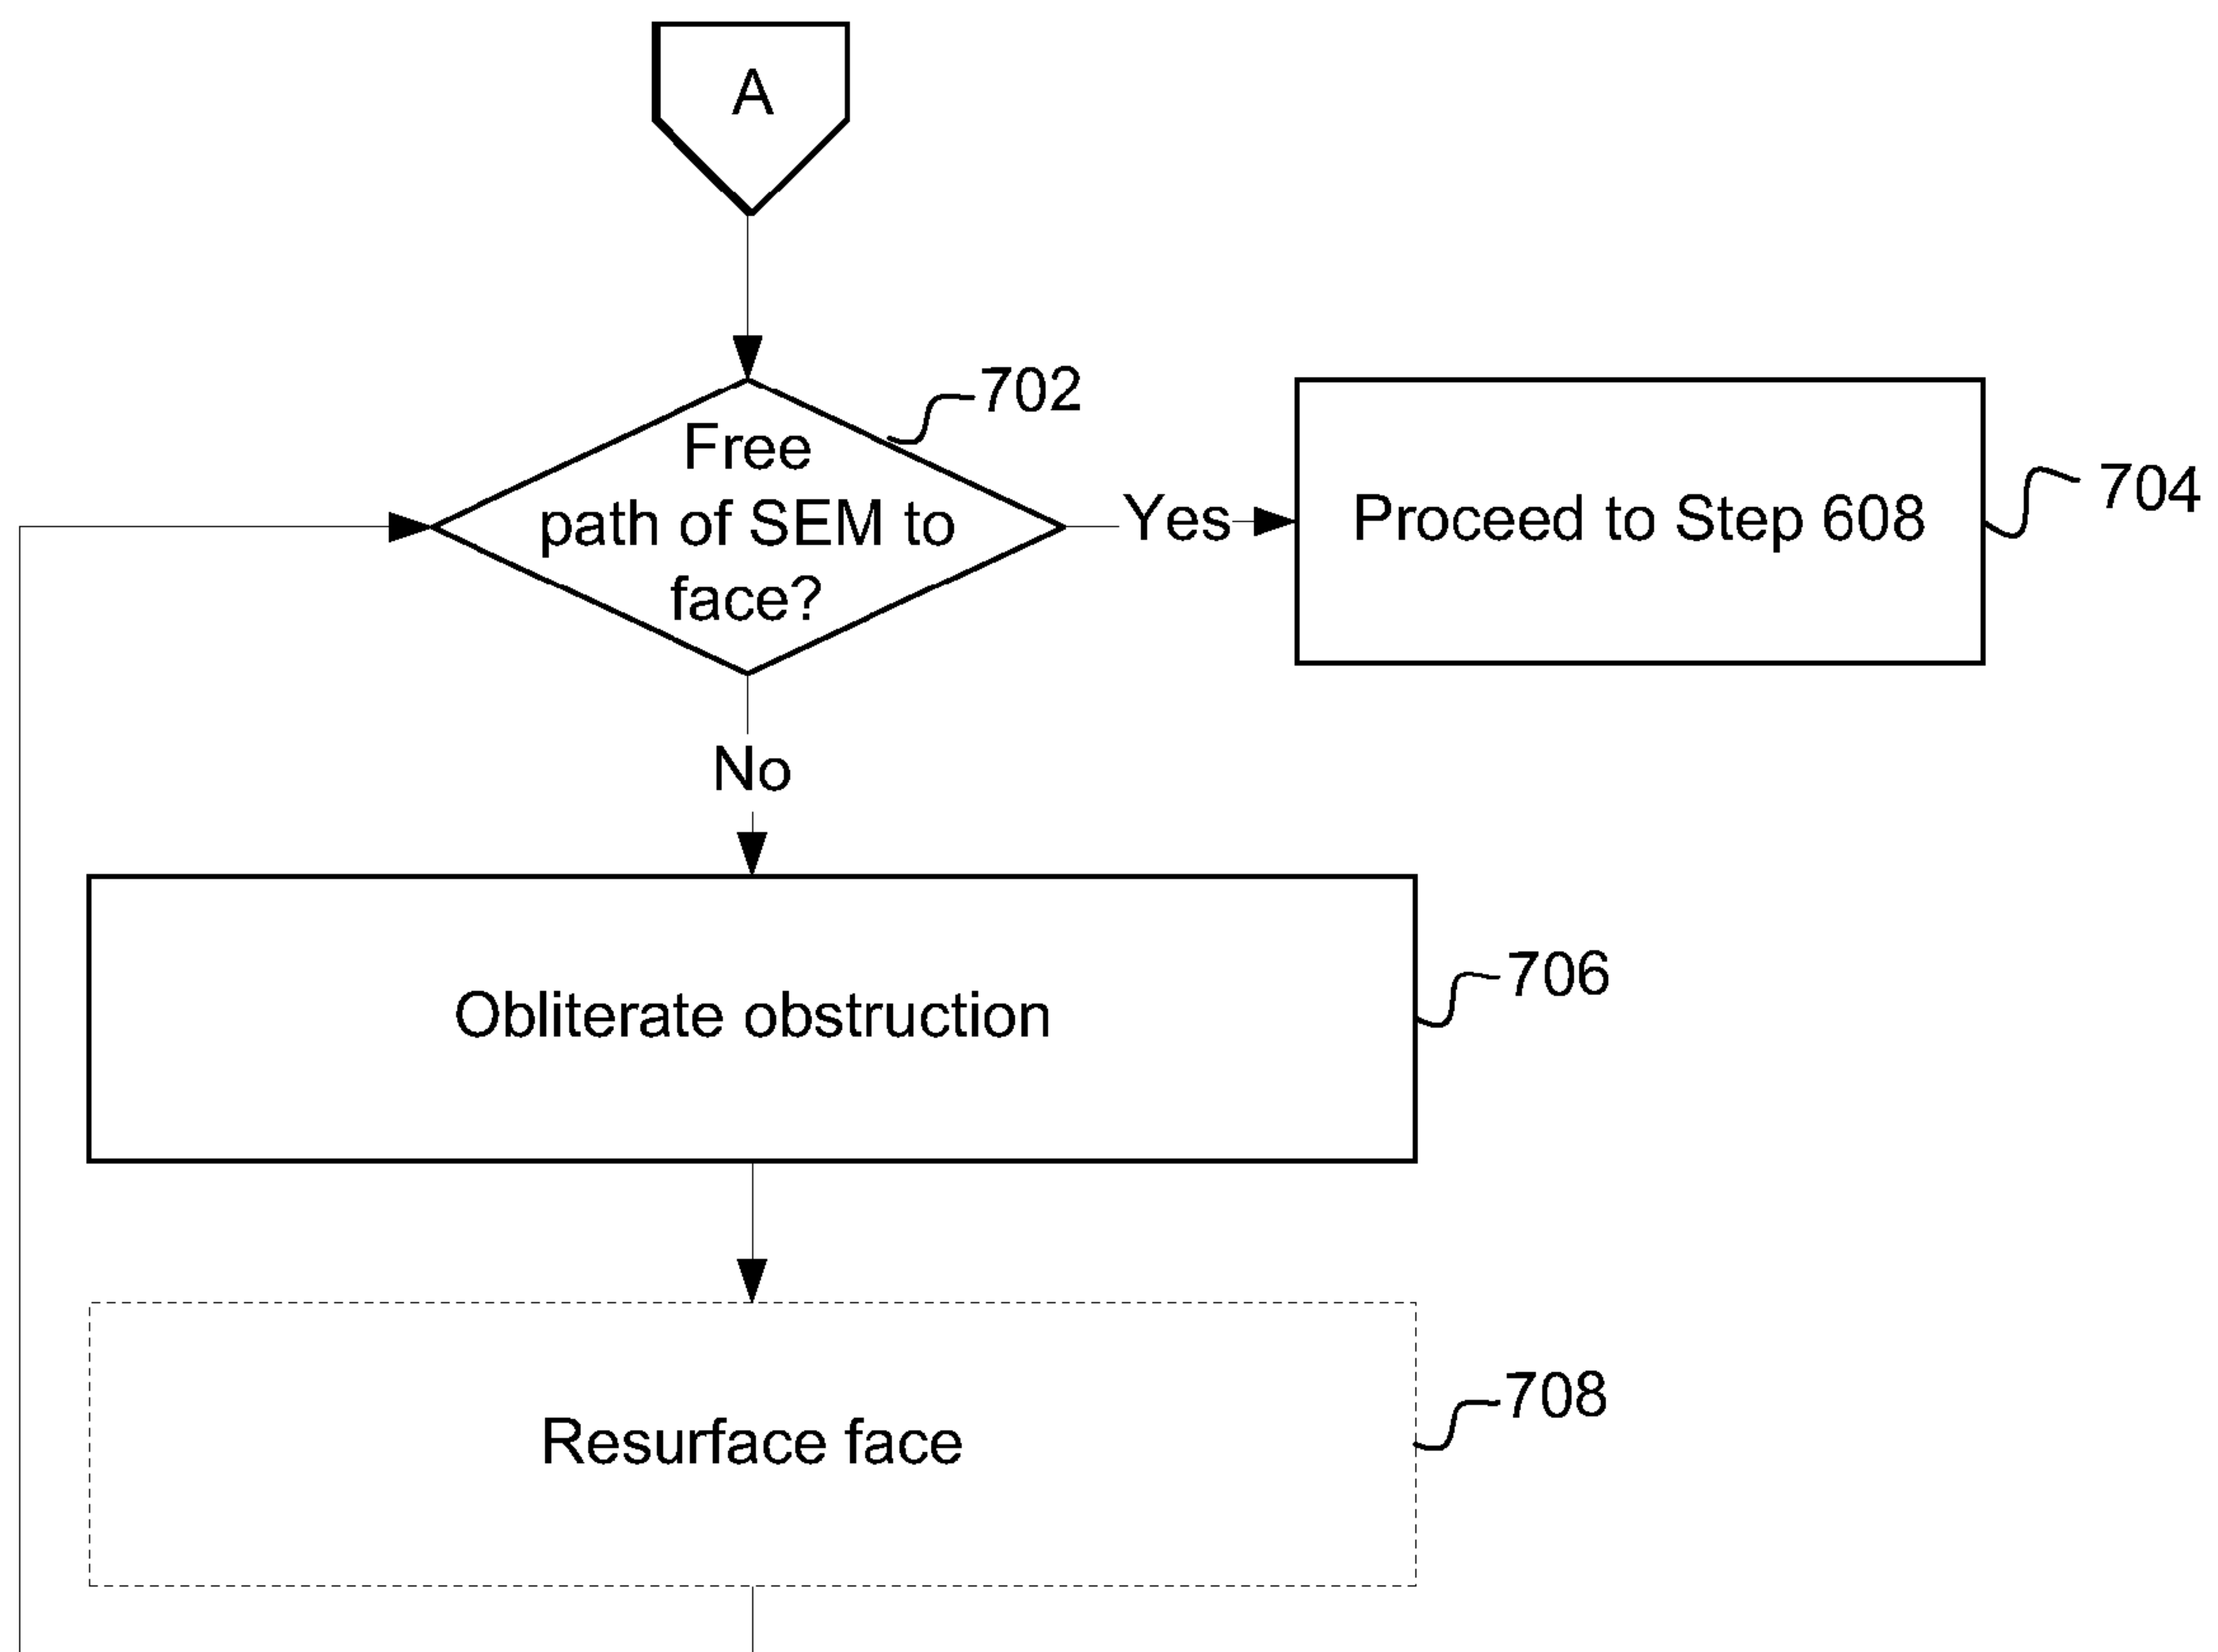 A
702
Free
path of SEM to
face?
Yes
Proceed to Step 608
704
No
Obliterate obstruction
706
Resurface face
708